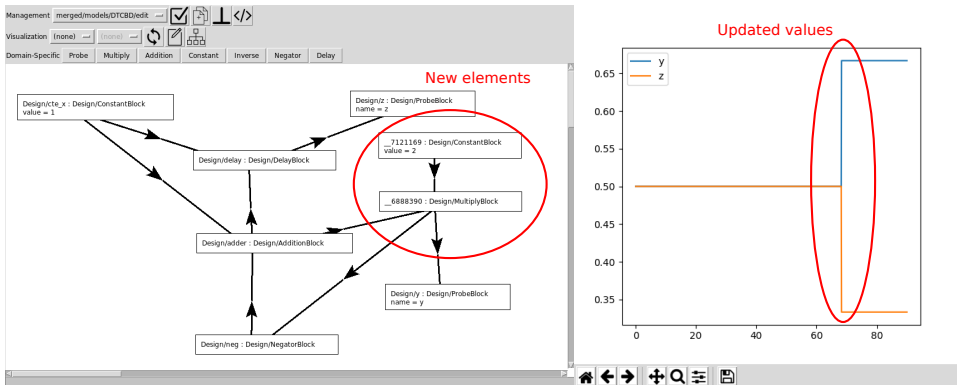 Management merged/models/DTCBD/edit </>
Visualization (none) (none)
Domain-Specific Probe Multiply Addition Constant Inverse Negator Delay
New elements
Design/cte_x : Design/ConstantBlock
value = 1
Design/z : Design/ProbeBlock
name = z
__7121169 : Design/ConstantBlock
value = 2
Design/delay : Design/DelayBlock
__6888390 : Design/MultiplyBlock
Design/adder : Design/AdditionBlock
Design/y : Design/ProbeBlock
name = y
Design/neg : Design/NegatorBlock
Updated values
y
z
0.65
0.60
0.55
0.50
0.45
0.40
0.35
0 20 40 60 80